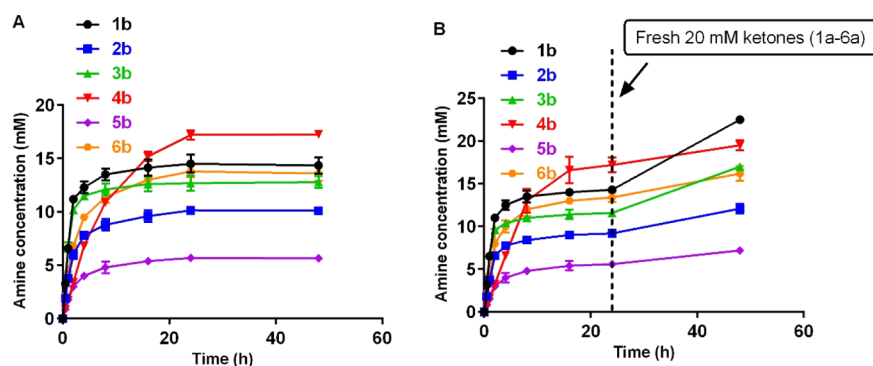 A
1b
2b
3b
4b
5b
6b
Amine concentration (mM)
20
15
10
5
0
0
20
40
60
Time (h)
B
Fresh 20 mM ketones (1a-6a)
1b
2b
3b
4b
5b
6b
Amine concentration (mM)
25
20
15
10
5
0
0
20
40
60
Time (h)